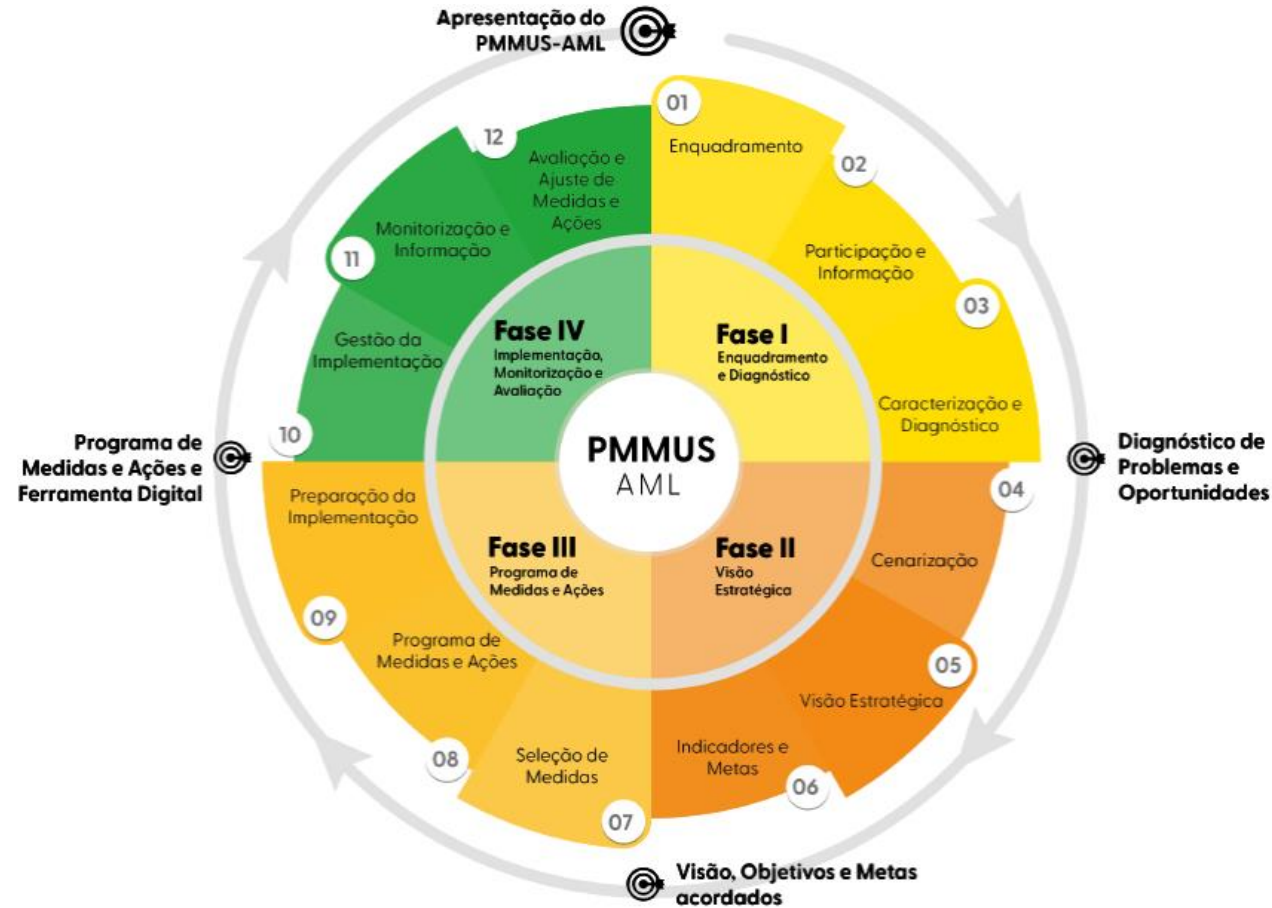 Apresentação do
PMMUS-AML
01
Enquadramento
02
Participação e
Informação
03
Caracterização e
Diagnóstico
Diagnóstico de
Problemas e
Oportunidades
04
Cenarização
05
Visão Estratégica
06
Indicadores e
Metas
Visão, Objetivos e Metas
acordados
07
Seleção de
Medidas
08
Programa de
Medidas e Ações
09
Preparação da
Implementação
Programa de
Medidas e Ações e
Ferramenta Digital
10
Gestão da
Implementação
11
Monitorização e
Informação
12
Avaliação e
Ajuste de
Medidas e
Ações
Fase I
Enquadramento
e Diagnóstico
Fase II
Visão
Estratégica
Fase III
Programa de
Medidas e Ações
Fase IV
Implementação,
Monitorização e
Avaliação
PMMUS
AML